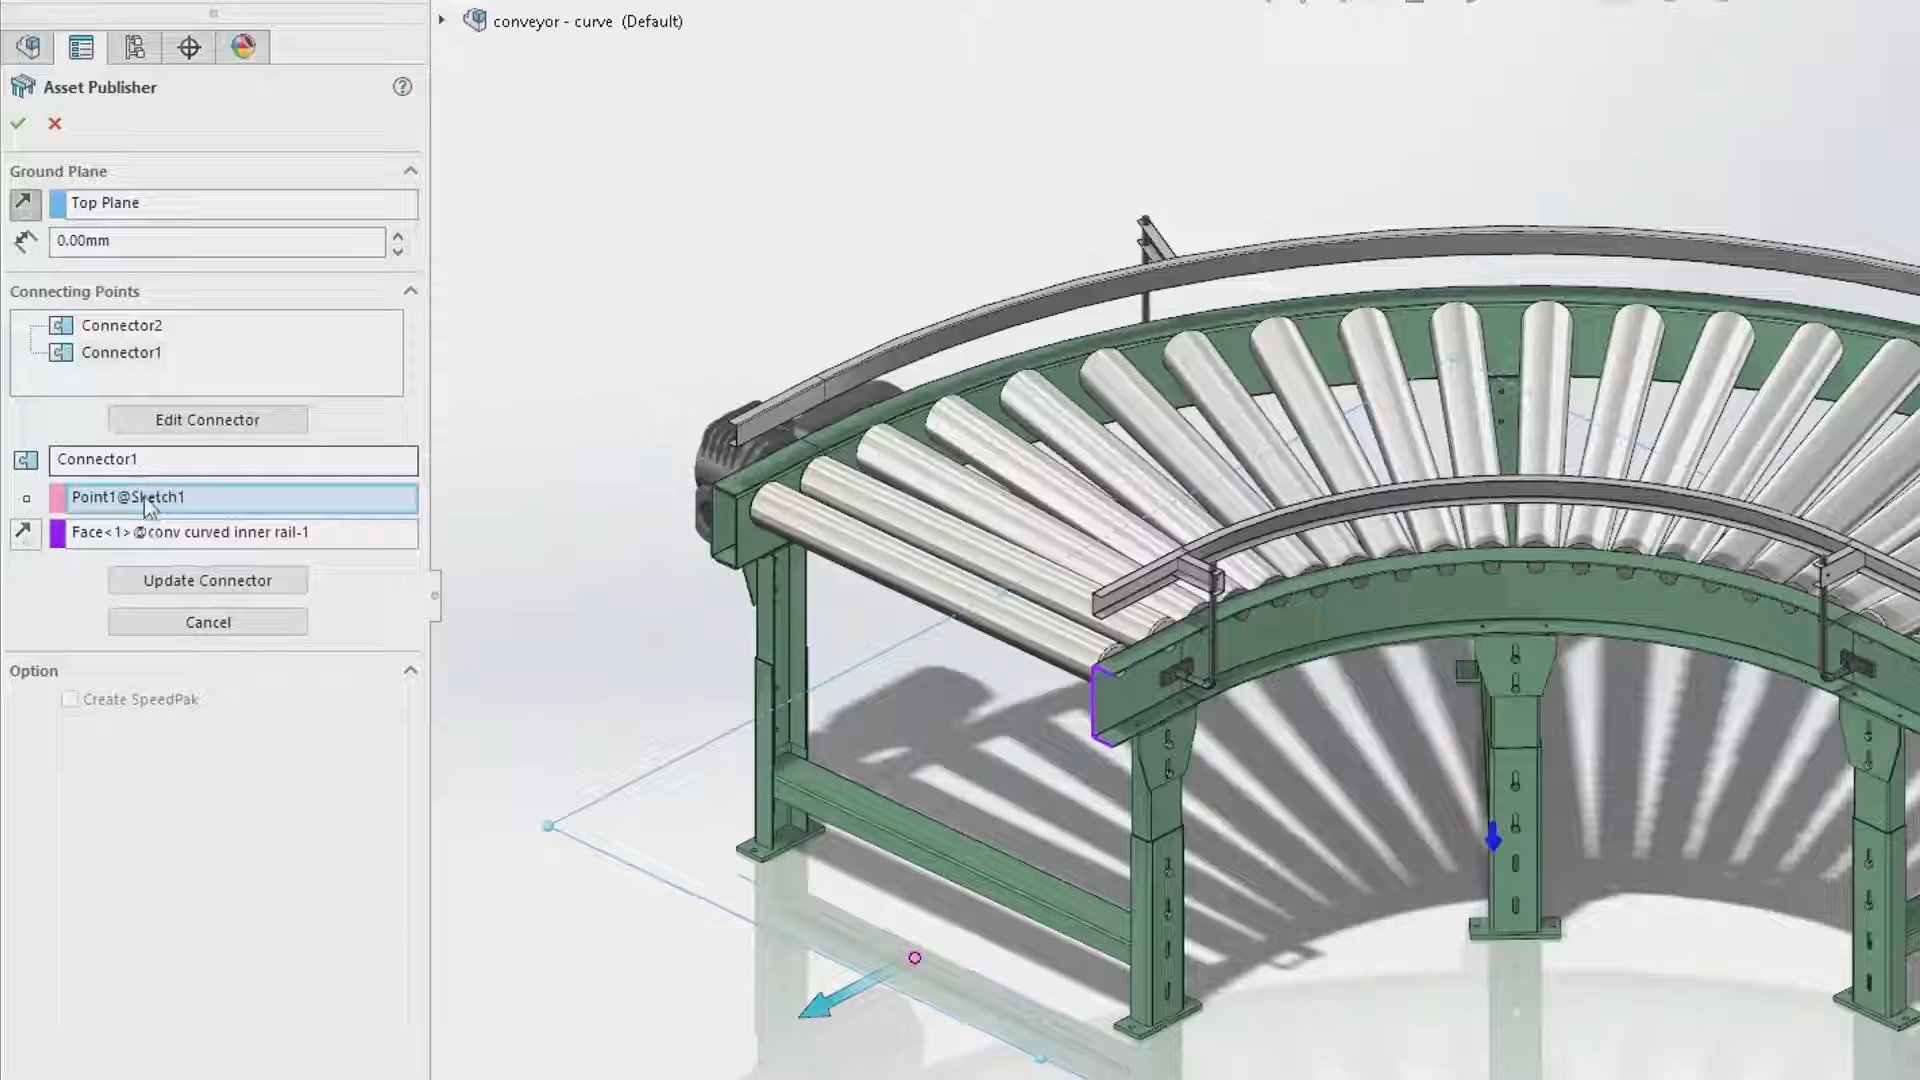 conveyor - curve (Default)
Asset Publisher
Ground Plane
Top Plane
0.00mm
Connecting Points
Connector2
Connector1
Edit Connector
Connector1
Point1@Sketch1
Face<1>@conv curved inner rail-1
Update Connector
Cancel
Option
Create SpeedPak